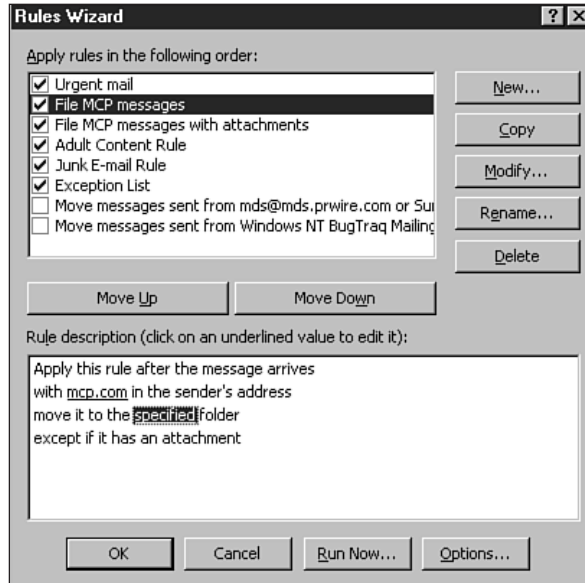 Rules Wizard
Apply rules in the following order:
Urgent mail
File MCP messages
File MCP messages with attachments
Adult Content Rule
Junk E-mail Rule
Exception List
Move messages sent from mds@mds.prwire.com or Sur
Move messages sent from Windows NT BugTraq Mailing
New...
Copy
Modify...
Rename...
Delete
Move Up
Move Down
Rule description (click on an underlined value to edit it):
Apply this rule after the message arrives
with mcp.com in the sender's address
move it to the specified folder
except if it has an attachment
OK
Cancel
Run Now...
Options...